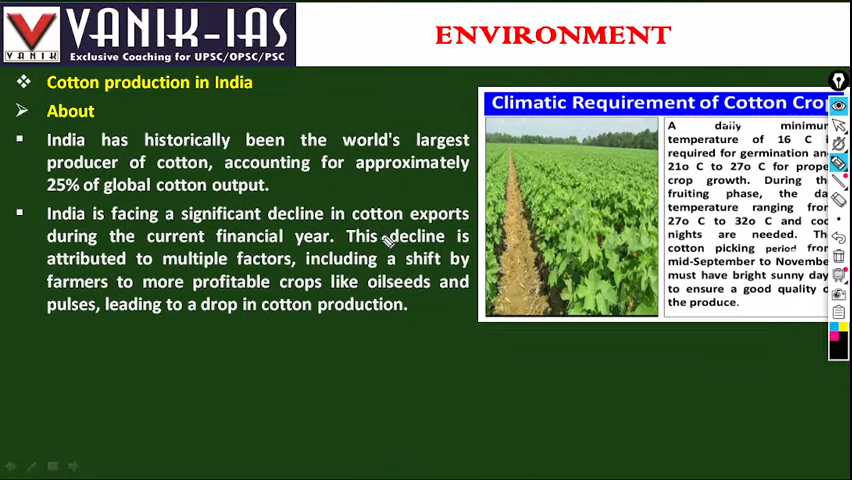 VANIK-IAS
VANIK
Exclusive Coaching for UPSC/OPSC/PSC
ENVIRONMENT
Cotton production in India
About
India has historically been the world's largest
producer of cotton, accounting for approximately
25% of global cotton output.
India is facing a significant decline in cotton exports
during the current financial year. This decline is
attributed to multiple factors, including a shift by
farmers to more profitable crops like oilseeds and
pulses, leading to a drop in cotton production.
Climatic Requirement of Cotton Cro
A daily minimum
temperature of 16 C i
required for germination an
21o C to 27o C for prope
crop growth. During th
fruiting phase, the da
temperature ranging from
27o C to 32o C and coo
nights are needed. Th
cotton picking period from
mid-September to Novembe
must have bright sunny day
to ensure a good quality o
the produce.